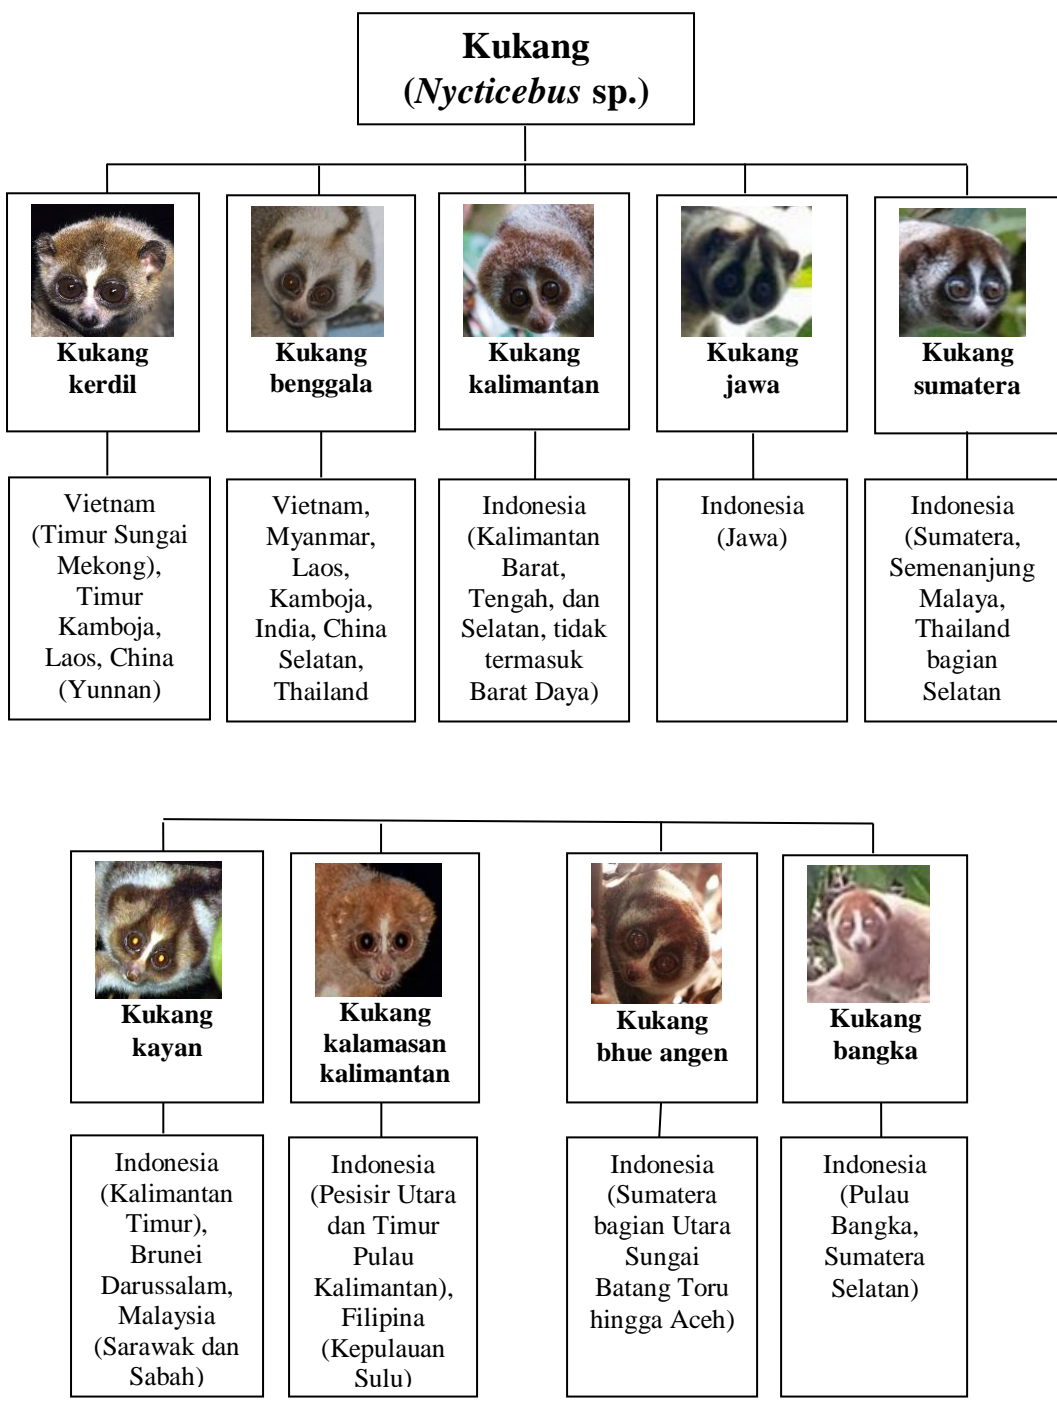 Kukang
(Nycticebus sp.)
Kukang
kerdil
Kukang
benggala
Kukang
kalimantan
Kukang
jawa
Kukang
sumatera
Vietnam
(Timur Sungai
Mekong),
Timur
Kamboja,
Laos, China
(Yunnan)
Vietnam,
Myanmar,
Laos,
Kamboja,
India, China
Selatan,
Thailand
Indonesia
(Kalimantan
Barat,
Tengah, dan
Selatan, tidak
termasuk
Barat Daya)
Indonesia
(Jawa)
Indonesia
(Sumatera,
Semenanjung
Malaya,
Thailand
bagian
Selatan
Kukang
kayan
Kukang
kalamasan
kalimantan
Kukang
bhue angen
Kukang
bangka
Indonesia
(Kalimantan
Timur),
Brunei
Darussalam,
Malaysia
(Sarawak dan
Sabah)
Indonesia
(Pesisir Utara
dan Timur
Pulau
Kalimantan),
Filipina
(Kepulauan
Sulu)
Indonesia
(Sumatera
bagian Utara
Sungai
Batang Toru
hingga Aceh)
Indonesia
(Pulau
Bangka,
Sumatera
Selatan)